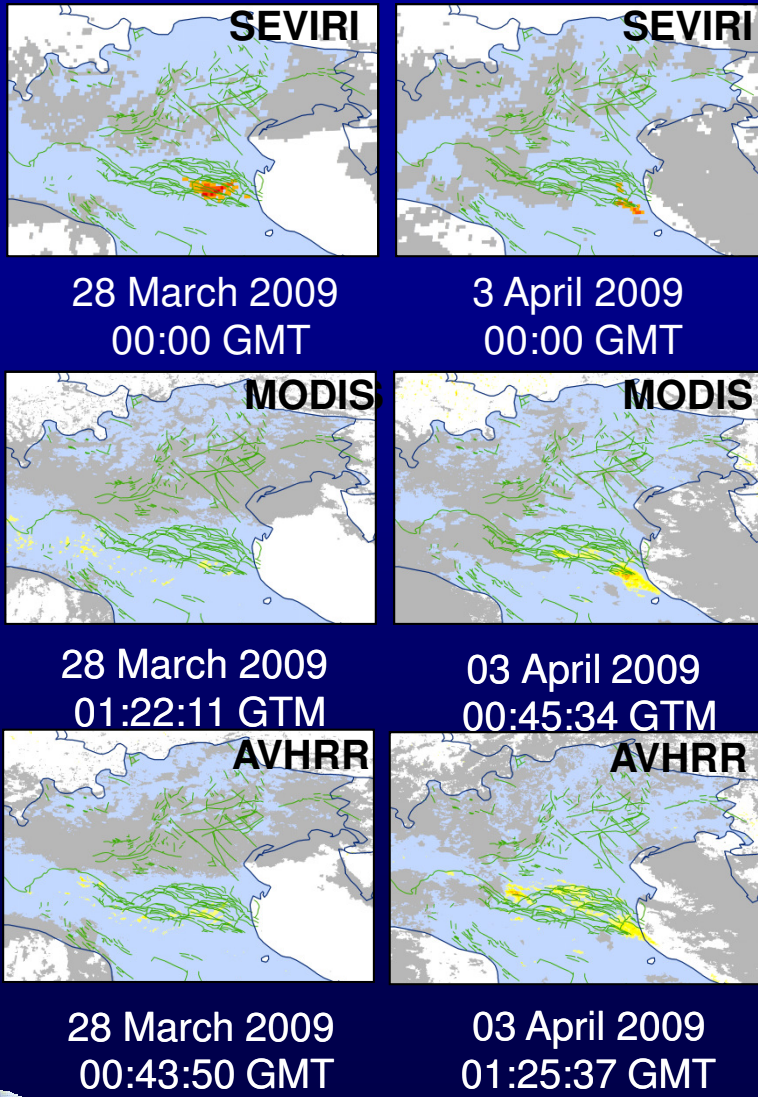 SEVIRI
SEVIRI
28 March 2009
00:00 GMT
3 April 2009
00:00 GMT
MODIS
MODIS
28 March 2009
01:22:11 GTM
03 April 2009
00:45:34 GTM
AVHRR
AVHRR
28 March 2009
00:43:50 GMT
03 April 2009
01:25:37 GMT